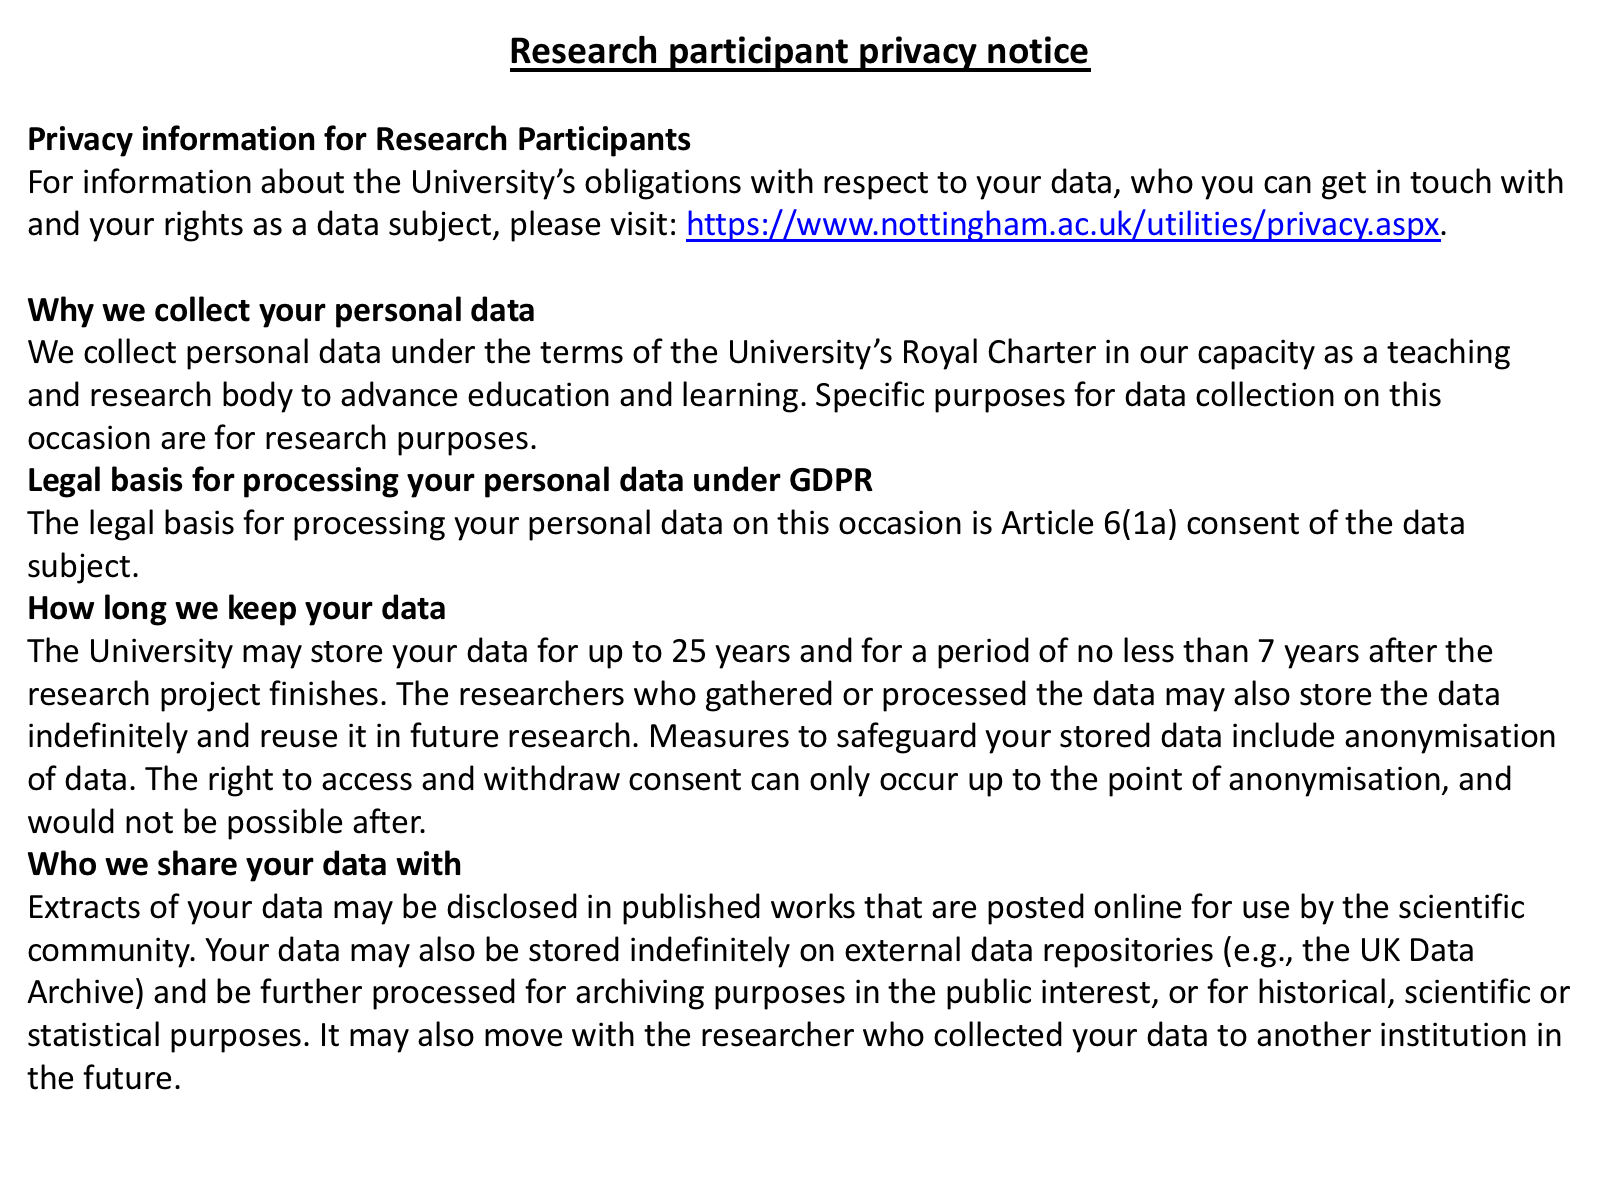 Research participant privacy notice
Privacy information for Research Participants
For information about the University’s obligations with respect to your data, who you can get in touch with
and your rights as a data subject, please visit: https://www.nottingham.ac.uk/utilities/privacy.aspx.
Why we collect your personal data
We collect personal data under the terms of the University’s Royal Charter in our capacity as a teaching
and research body to advance education and learning. Specific purposes for data collection on this
occasion are for research purposes.
Legal basis for processing your personal data under GDPR
The legal basis for processing your personal data on this occasion is Article 6(1a) consent of the data
subject.
How long we keep your data
The University may store your data for up to 25 years and for a period of no less than 7 years after the
research project finishes. The researchers who gathered or processed the data may also store the data
indefinitely and reuse it in future research. Measures to safeguard your stored data include anonymisation
of data. The right to access and withdraw consent can only occur up to the point of anonymisation, and
would not be possible after.
Who we share your data with
Extracts of your data may be disclosed in published works that are posted online for use by the scientific
community. Your data may also be stored indefinitely on external data repositories (e.g., the UK Data
Archive) and be further processed for archiving purposes in the public interest, or for historical, scientific or
statistical purposes. It may also move with the researcher who collected your data to another institution in
the future.